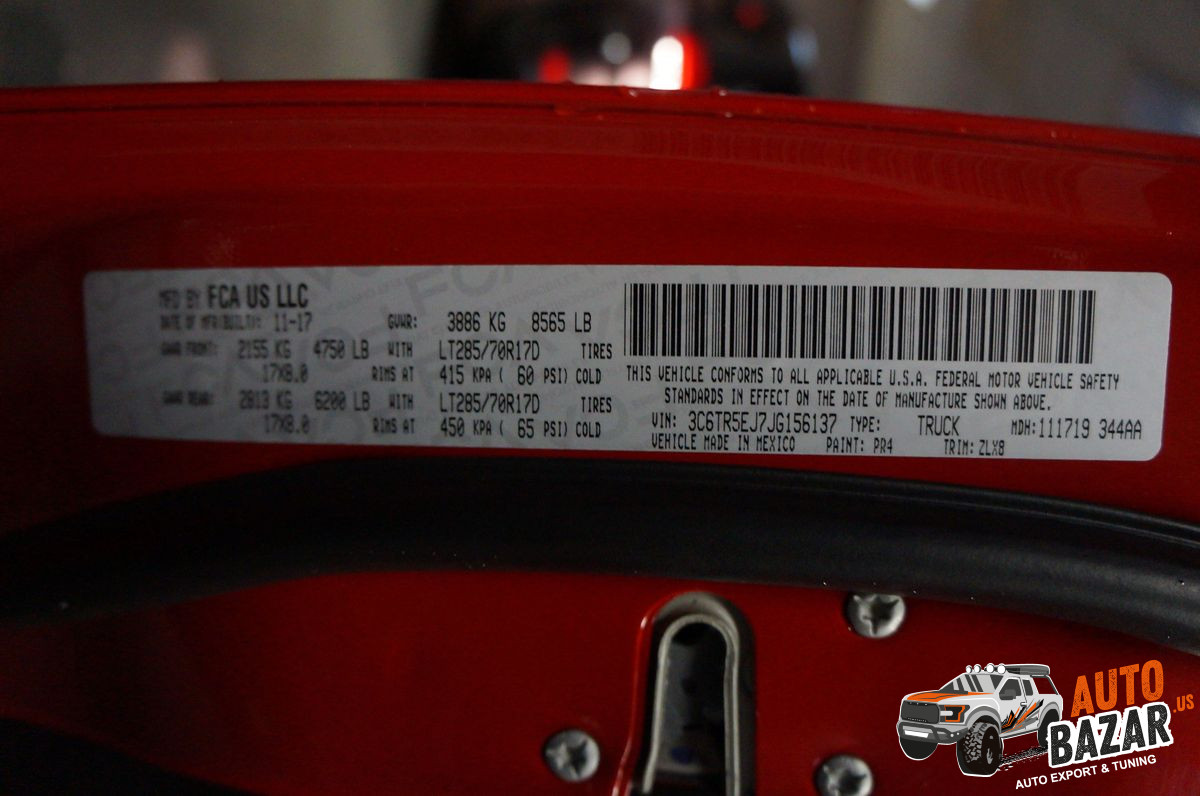 MFD BY FCA US LLC
DATE OF MFR(BUILT): 11-17 GVWR: 3886 KG 8565 LB
GAWR FRONT: 2155 KG 4750 LB WITH LT285/70R17D TIRES
17X8.0 RIMS AT 415 KPA ( 60 PSI) COLD
GAWR REAR: 2813 KG 6200 LB WITH LT285/70R17D TIRES
17X8.0 RIMS AT 450 KPA ( 65 PSI) COLD
THIS VEHICLE CONFORMS TO ALL APPLICABLE U.S.A. FEDERAL MOTOR VEHICLE SAFETY
STANDARDS IN EFFECT ON THE DATE OF MANUFACTURE SHOWN ABOVE.
VIN: 3C6TR5EJ7JG156137 TYPE: TRUCK MDH:111719 344AA
VEHICLE MADE IN MEXICO PAINT: PR4 TRIM: ZLX8
AUTO
BAZAR.US
AUTO EXPORT & TUNING